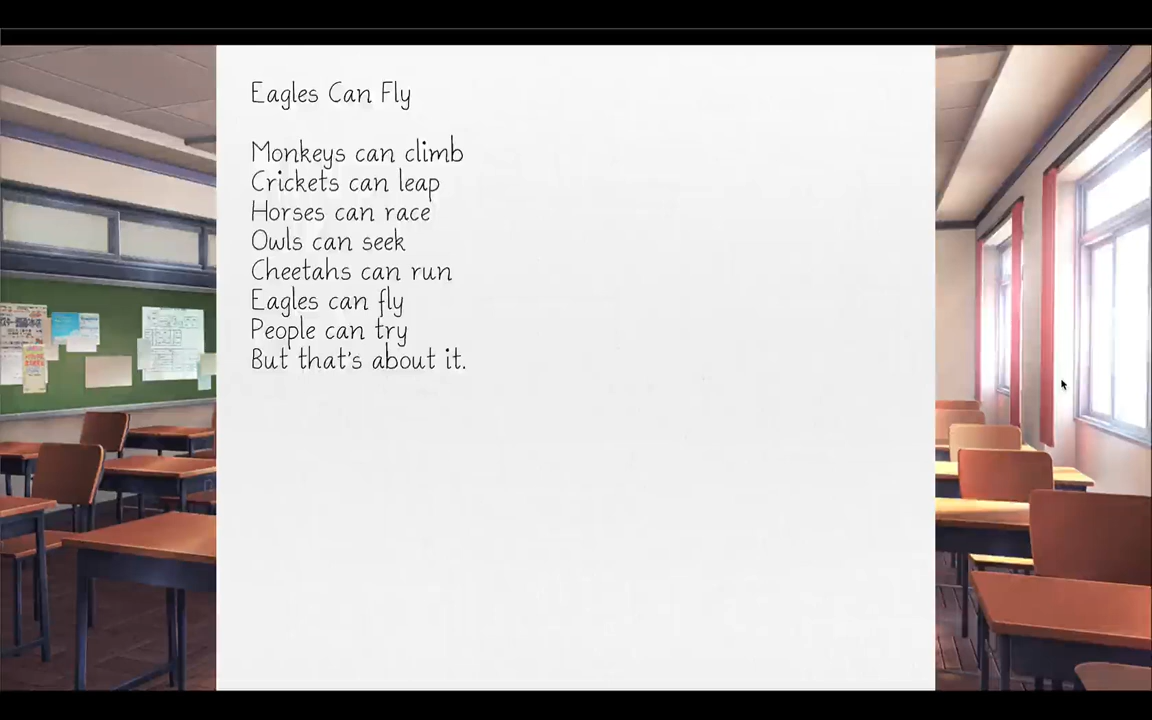 Eagles Can Fly
Monkeys can climb
Crickets can leap
Horses can race
Owls can seek
Cheetahs can run
Eagles can fly
People can try
But that's about it.